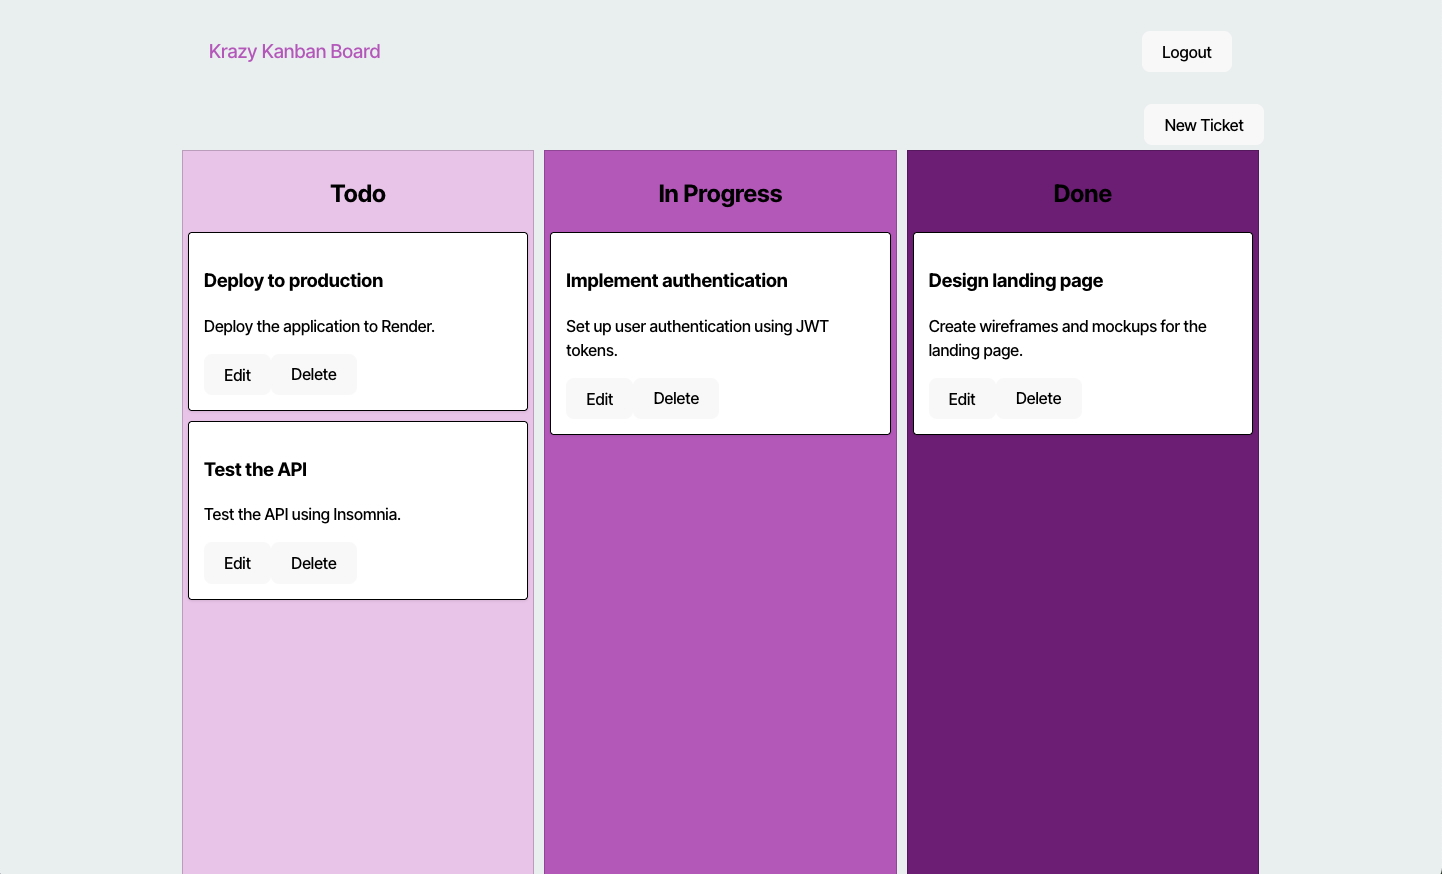 Krazy Kanban Board
Logout
New Ticket
Todo
Deploy to production
Deploy the application to Render.
Edit Delete
Test the API
Test the API using Insomnia.
Edit Delete
In Progress
Implement authentication
Set up user authentication using JWT
tokens.
Edit Delete
Done
Design landing page
Create wireframes and mockups for the
landing page.
Edit Delete